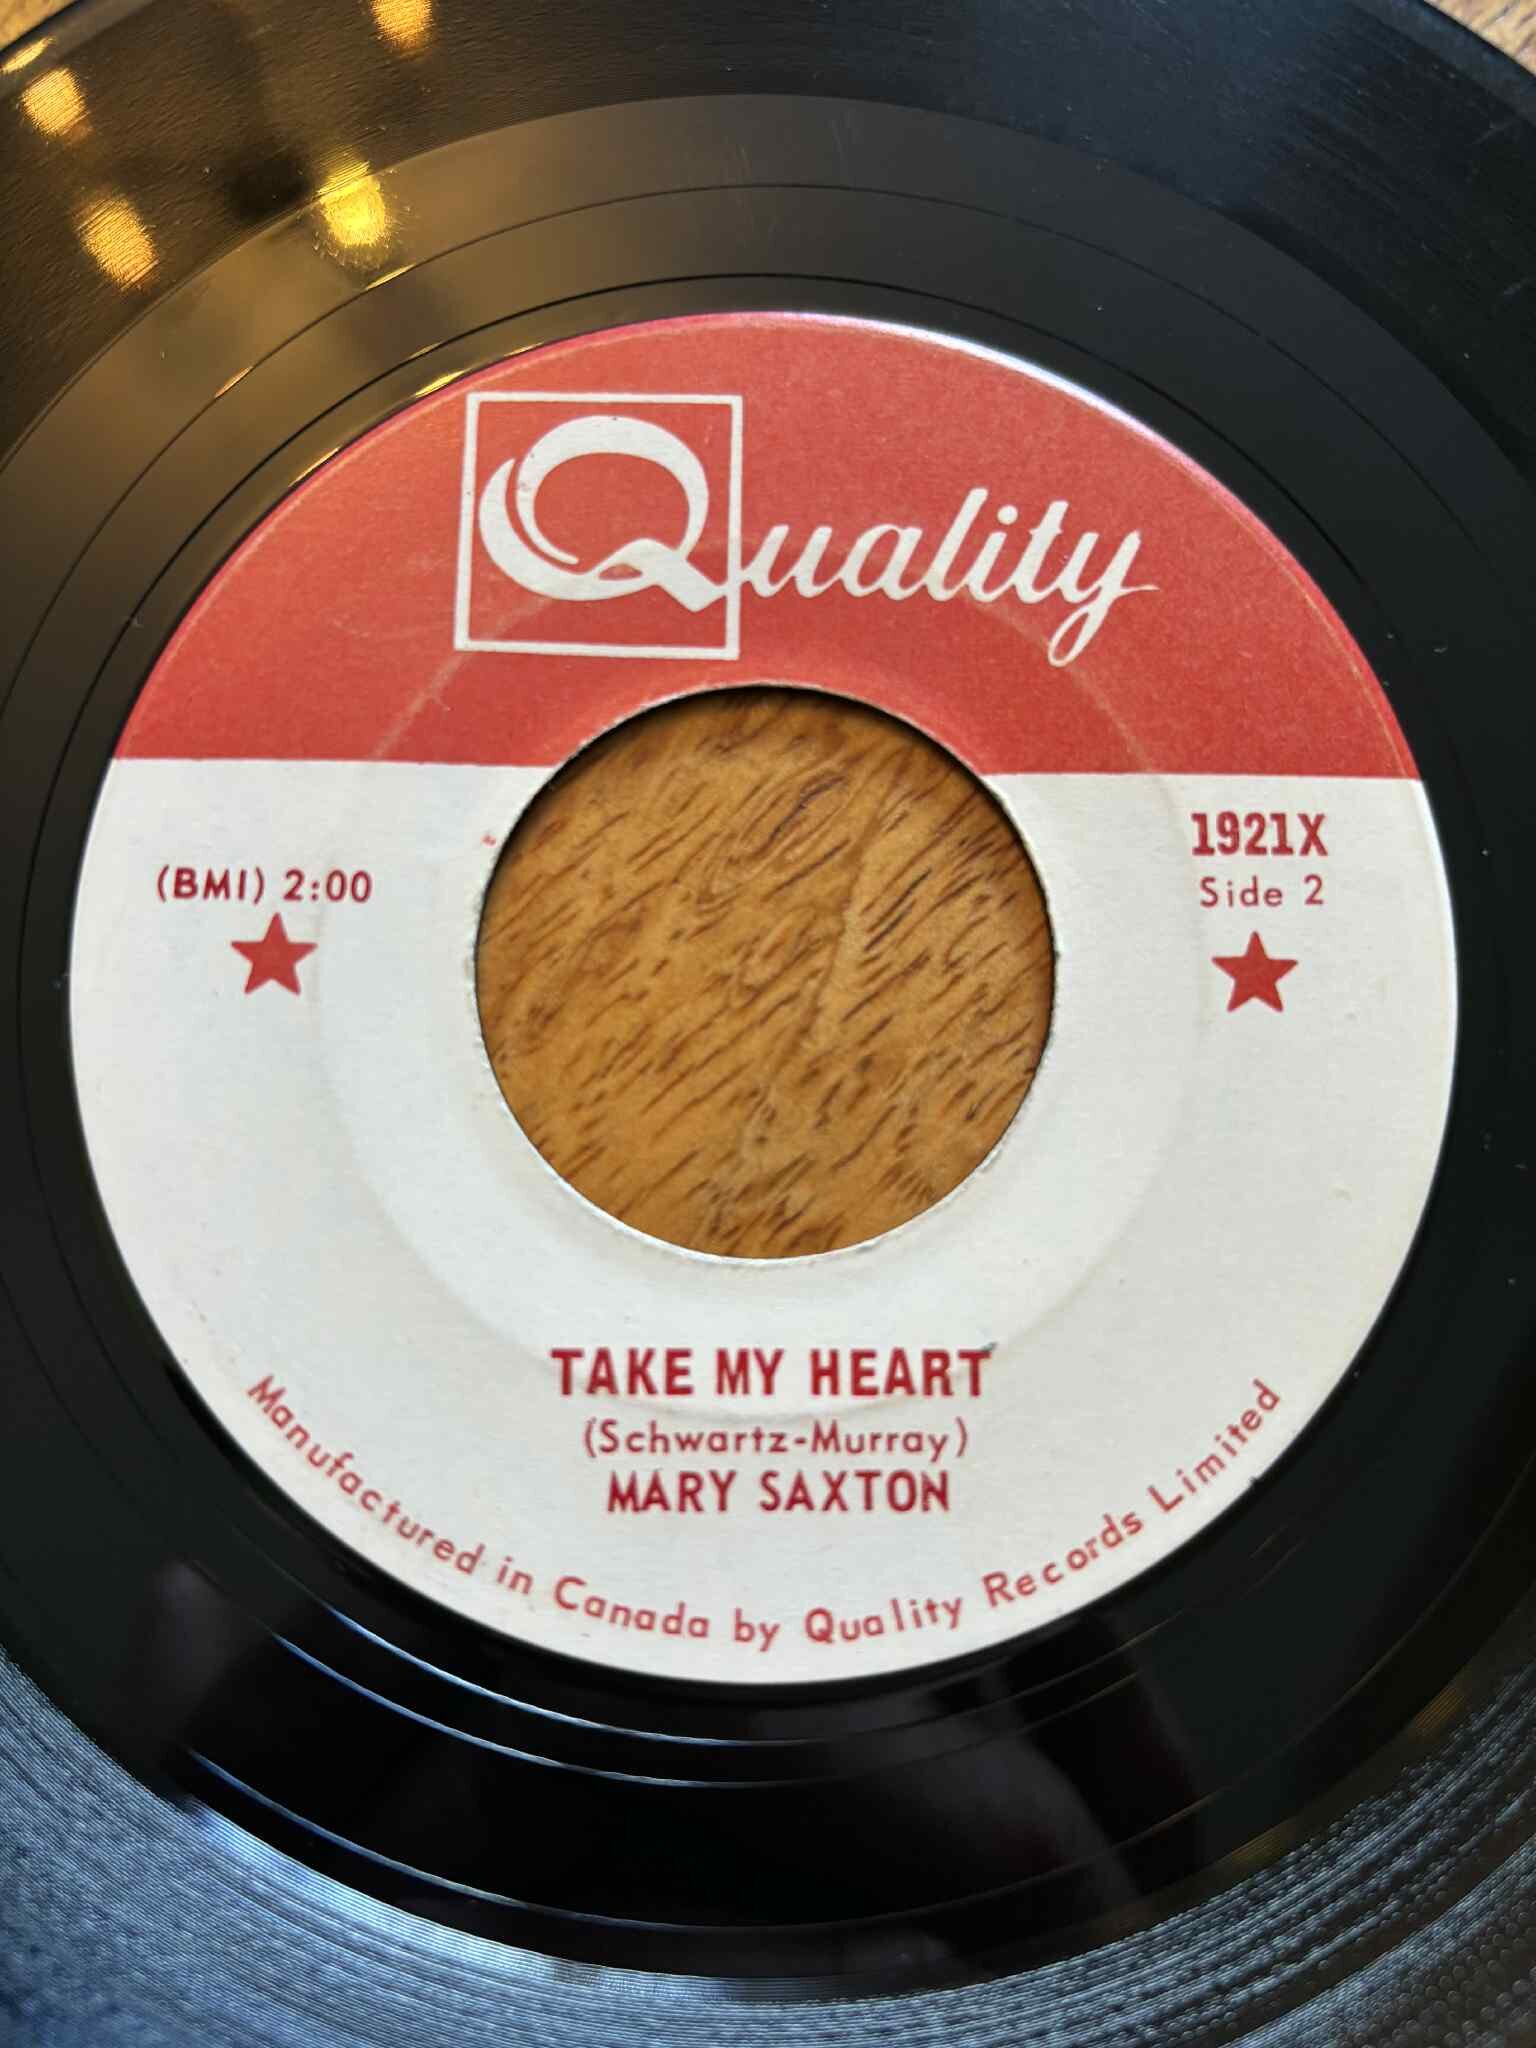 Quality
(BMI) 2:00
1921X
Side 2
TAKE MY HEART
(Schwartz-Murray)
MARY SAXTON
Manufactured in Canada by Quality Records Limited